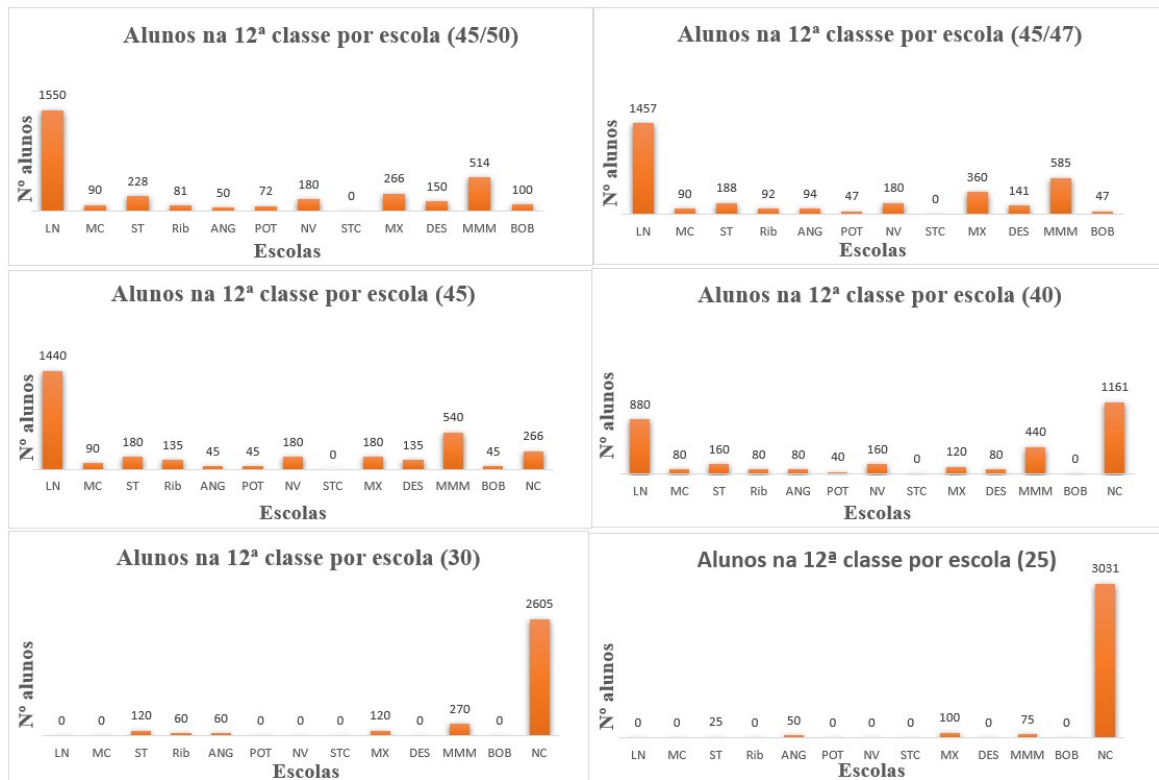 Alunos na 12ª classe por escola (45/50)
Nº alunos
1550 90 228 81 50 72 180 0 266 150 514 100
LN MC ST Rib ANG POT NV STC MX DES MMM BOB
Escolas
Alunos na 12ª classse por escola (45/47)
Nº alunos
1457 90 188 92 94 47 180 0 360 141 585 47
LN MC ST Rib ANG POT NV STC MX DES MMM BOB
Escolas
Alunos na 12ª classe por escola (45)
Nº alunos
1440 90 180 135 45 45 180 0 180 135 540 45 266
LN MC ST Rib ANG POT NV STC MX DES MMM BOB NC
Escolas
Alunos na 12ª classe por escola (40)
Nº alunos
880 80 160 80 80 40 160 0 120 80 440 0 1161
LN MC ST Rib ANG POT NV STC MX DES MMM BOB NC
Escolas
Alunos na 12ª classe por escola (30)
Nº alunos
0 0 120 60 60 0 0 0 120 0 270 0 2605
LN MC ST Rib ANG POT NV STC MX DES MMM BOB NC
Escolas
Alunos na 12ª classe por escola (25)
Nº alunos
0 0 25 0 50 0 0 0 100 0 75 0 3031
LN MC ST Rib ANG POT NV STC MX DES MMM BOB NC
Escolas